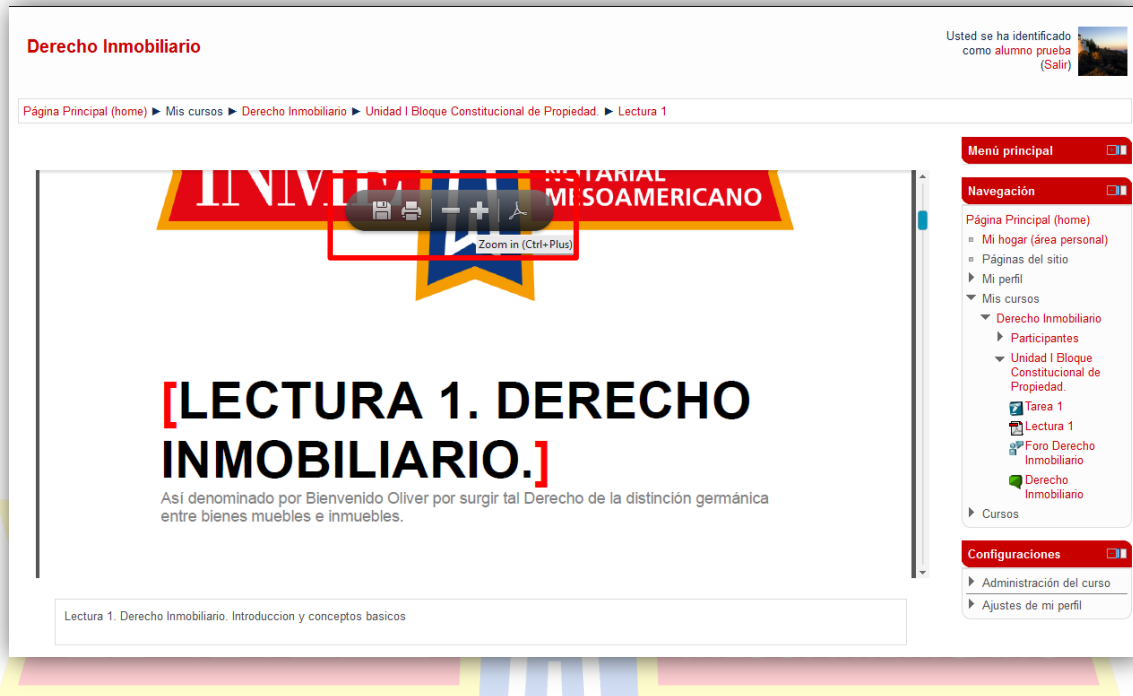 Derecho Inmobiliario
Usted se ha identificado
como alumno prueba
(Salir)
Página Principal (home) ► Mis cursos ► Derecho Inmobiliario ► Unidad I Bloque Constitucional de Propiedad. ► Lectura 1
INME
NOTARIAL
MESOAMERICANO
Zoom in (Ctrl+Plus)
[LECTURA 1. DERECHO
INMOBILIARIO.]
Así denominado por Bienvenido Oliver por surgir tal Derecho de la distinción germánica
entre bienes muebles e inmuebles.
Lectura 1. Derecho Inmobiliario. Introduccion y conceptos basicos
Menú principal
Navegación
Página Principal (home)
Mi hogar (área personal)
Páginas del sitio
Mi perfil
Mis cursos
Derecho Inmobiliario
Participantes
Unidad I Bloque
Constitucional de
Propiedad.
Tarea 1
Lectura 1
Foro Derecho
Inmobiliario
Derecho
Inmobiliario
Cursos
Configuraciones
Administración del curso
Ajustes de mi perfil